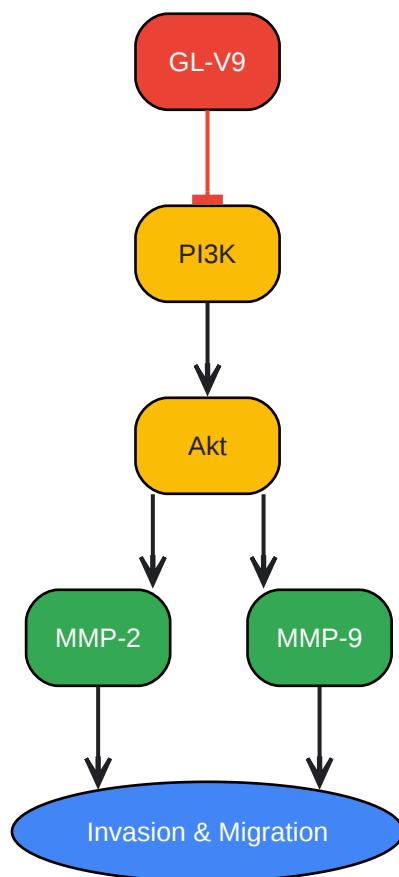 GL-V9
PI3K
Akt
MMP-2
MMP-9
Invasion & Migration